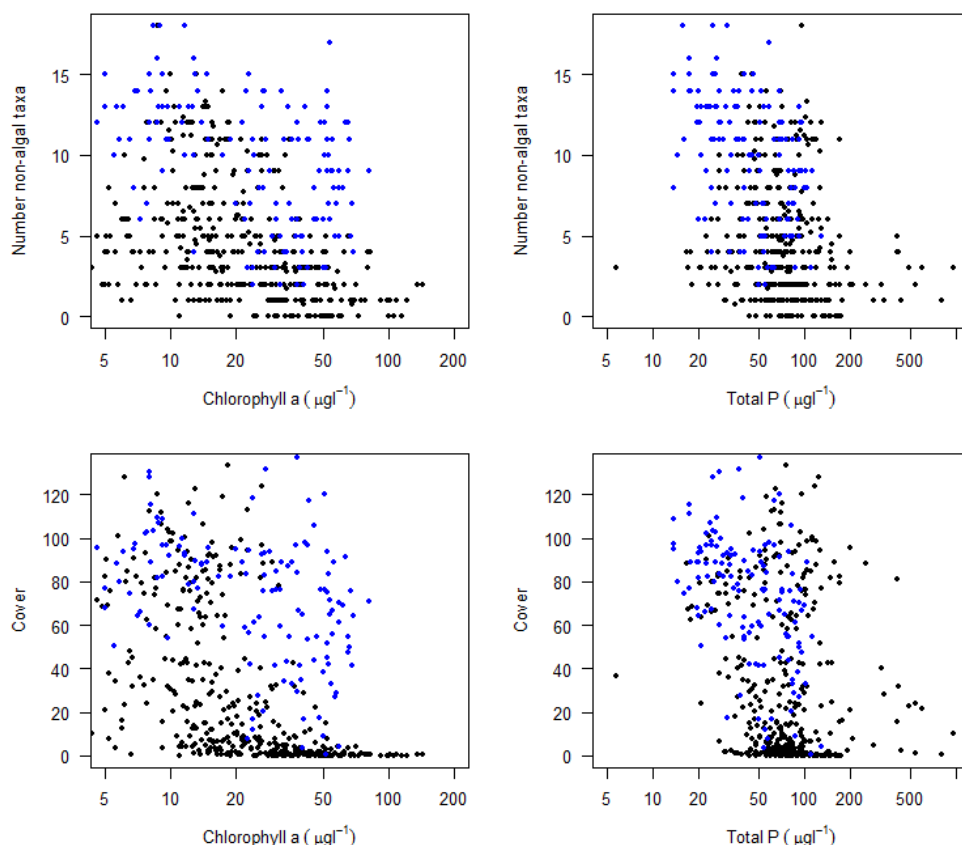 Number non-algal taxa
15
10
5
0
5 10 20 50 100 200
Chlorophyll a ( μgl⁻¹)
Number non-algal taxa
15
10
5
0
5 10 20 50 100 200 500
Total P ( μgl⁻¹)
Cover
120
100
80
60
40
20
0
5 10 20 50 100 200
Chlorophyll a ( μgl⁻¹)
Cover
120
100
80
60
40
20
0
5 10 20 50 100 200 500
Total P ( μgl⁻¹)